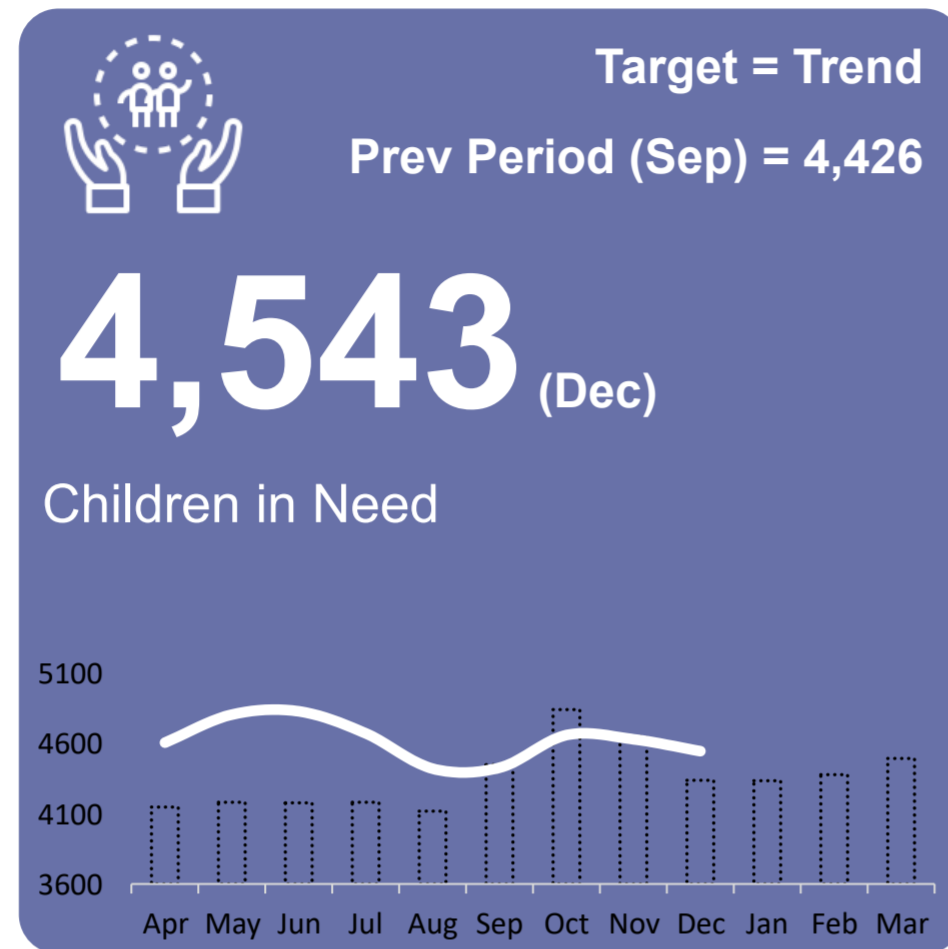 Target = Trend
Prev Period (Sep) = 4,426
4,543 (Dec)
Children in Need
5100
4600
4100
3600
Apr May Jun Jul Aug Sep Oct Nov Dec Jan Feb Mar